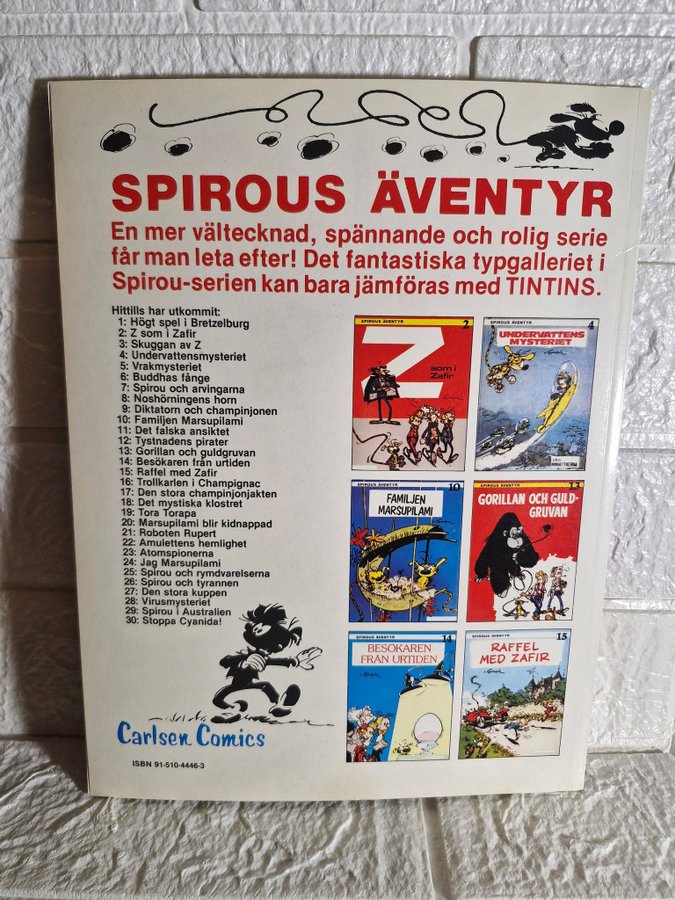 SPIROUS ÄVENTYR
En mer vältecknad, spännande och rolig serie
får man leta efter! Det fantastiska typgalleriet i
Spirou-serien kan bara jämföras med TINTINS.
Hittills har utkommit:
1: Högt spel i Bretzelburg
2: Z som i Zafir
3: Skuggan av Z
4: Undervattensmysteriet
5: Vrakmysteriet
6: Buddhas fånge
7: Spirou och arvingarna
8: Noshörningens horn
9: Diktatorn och champinjonen
10: Familjen Marsupilami
11: Det falska ansiktet
12: Tystnadens pirater
13: Gorillan och guldgruvan
14: Besökaren från urtiden
15: Raffel med Zafir
16: Trollkarlen i Champignac
17: Den stora champinjonjakten
18: Det mystiska klostret
19: Tora Torapa
20: Marsupilami blir kidnappad
21: Roboten Rupert
22: Amulettens hemlighet
23: Atomspionerna
24: Jag Marsupilami
25: Spirou och rymdvarelserna
26: Spirou och tyrannen
27: Den stora kuppen
28: Virusmysteriet
29: Spirou i Australien
30: Stoppa Cyanida!
SPIROUS ÄVENTYR 2
Z
som i
Zafir
SPIROUS ÄVENTYR 4
UNDERVATTENS
MYSTERIET
SPIROUS ÄVENTYR 10
FAMILJEN
MARSUPILAMI
SPIROUS ÄVENTYR 13
GORILLAN OCH GULD-
GRUVAN
SPIROUS ÄVENTYR 14
BESÖKAREN
FRÅN URTIDEN
SPIROUS ÄVENTYR 15
RAFFEL
MED ZAFIR
Carlsen Comics
ISBN 91-510-4446-3